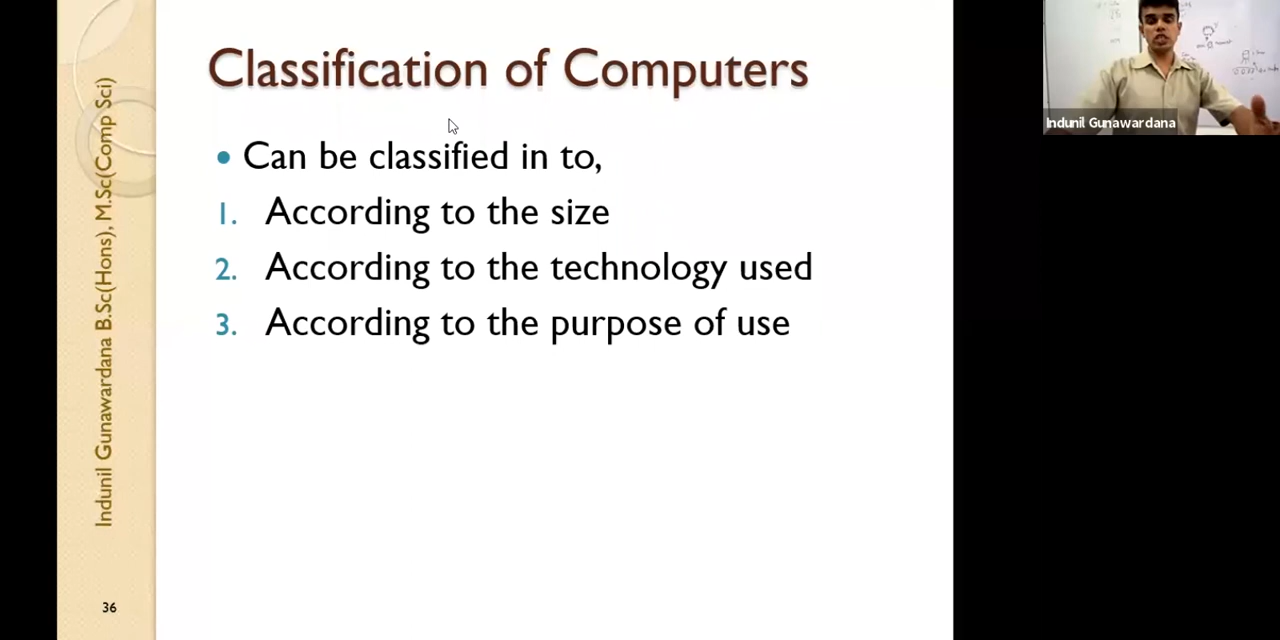 Classification of Computers
• Can be classified in to,
1. According to the size
2. According to the technology used
3. According to the purpose of use
Indunil Gunawardana B.Sc(Hons), M.Sc(Comp Sci)
36
Indunil Gunawardana